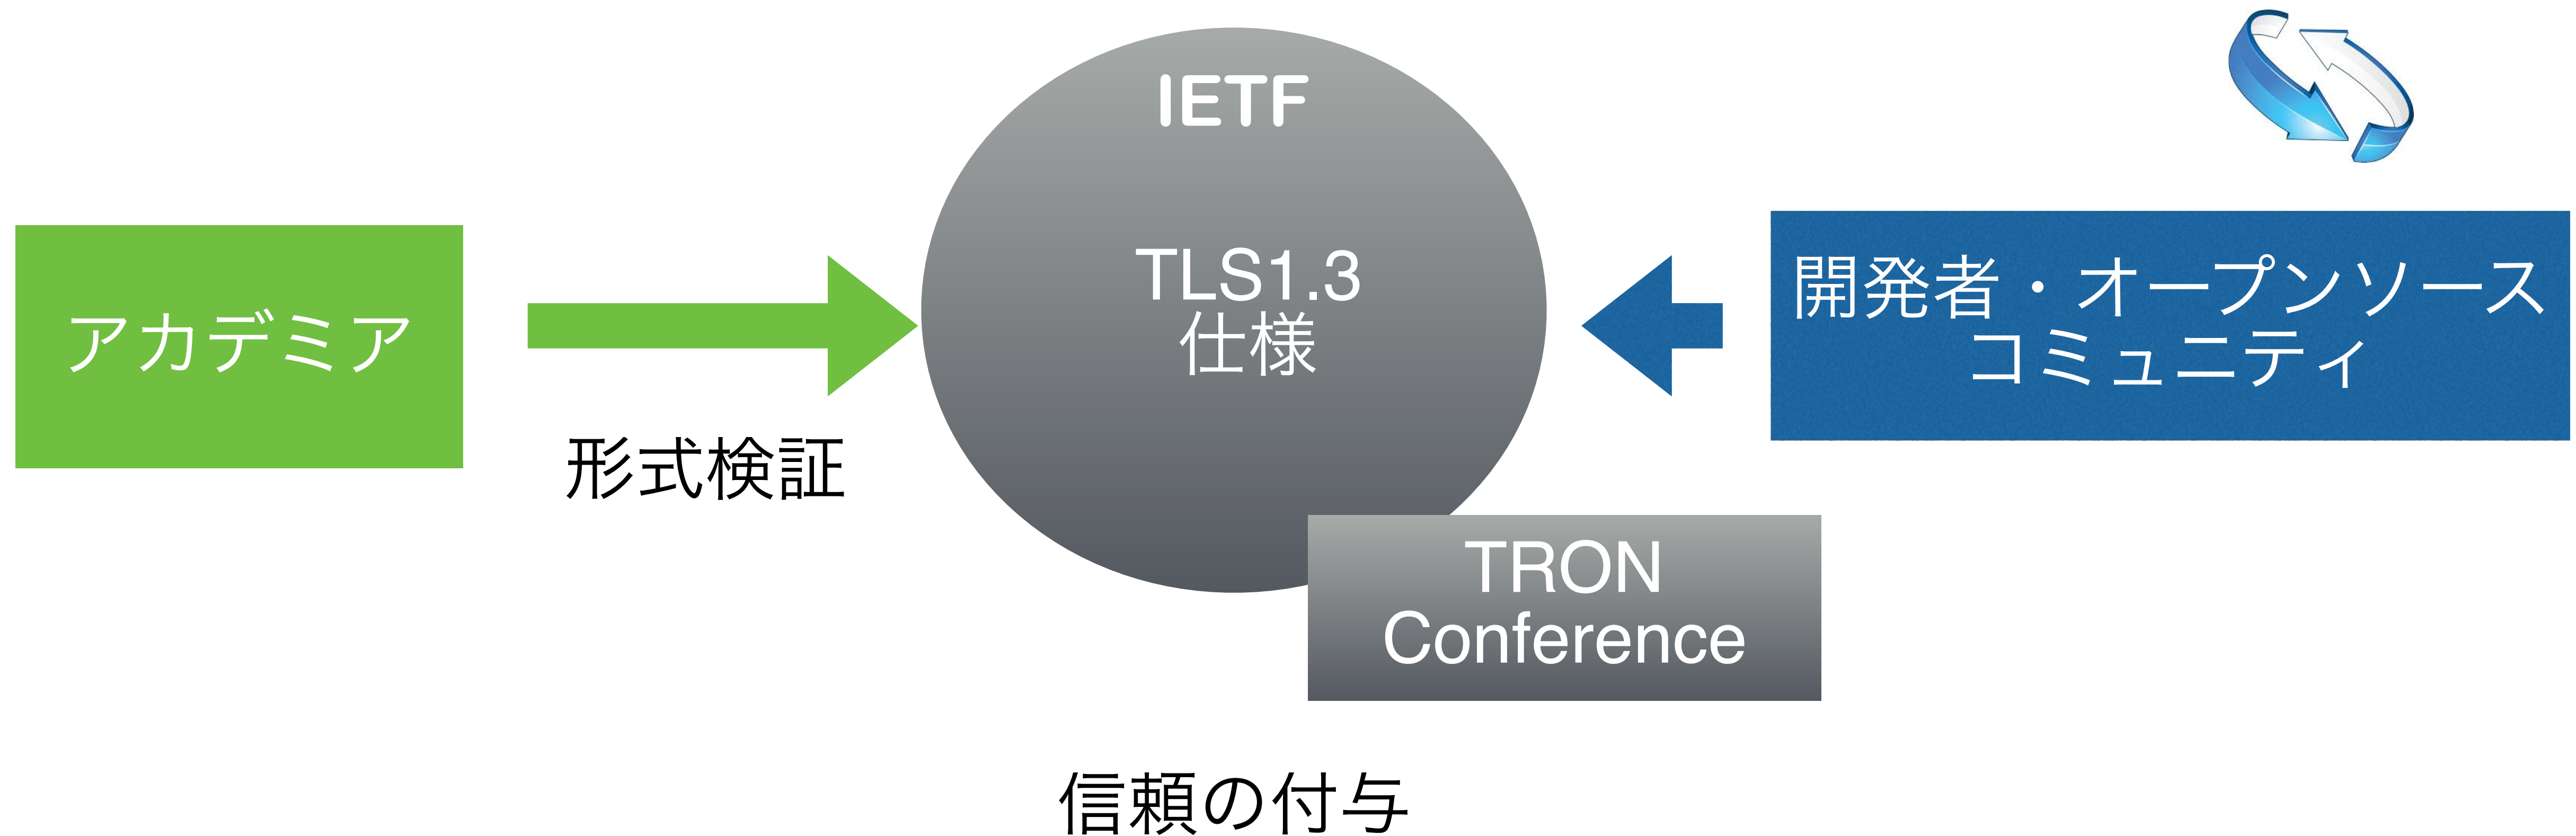 IETF
TLS1.3
仕様
アカデミア
形式検証
開発者・オープンソース
コミュニティ
TRON
Conference
信頼の付与